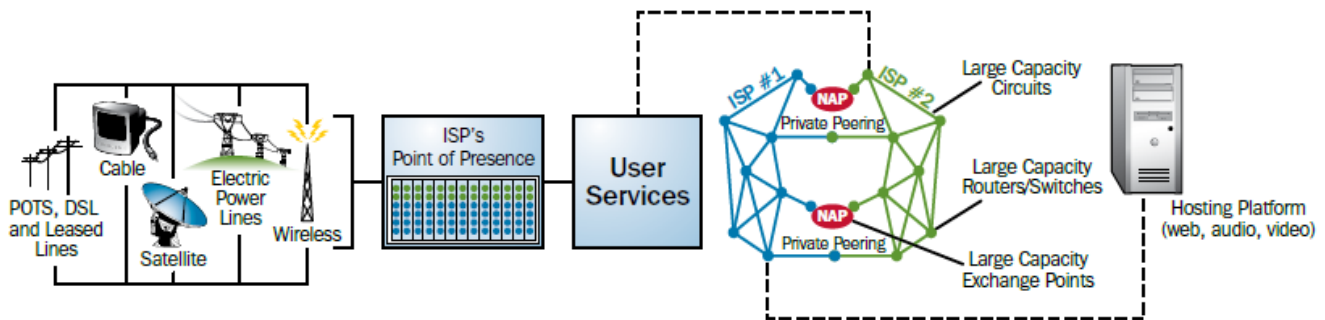 POTS, DSL
and Leased
Lines
Cable
Satellite
Electric
Power
Lines
Wireless
ISP's
Point of Presence
User
Services
ISP #1
ISP #2
NAP
Private Peering
NAP
Private Peering
Large Capacity
Circuits
Large Capacity
Routers/Switches
Large Capacity
Exchange Points
Hosting Platform
(web, audio, video)